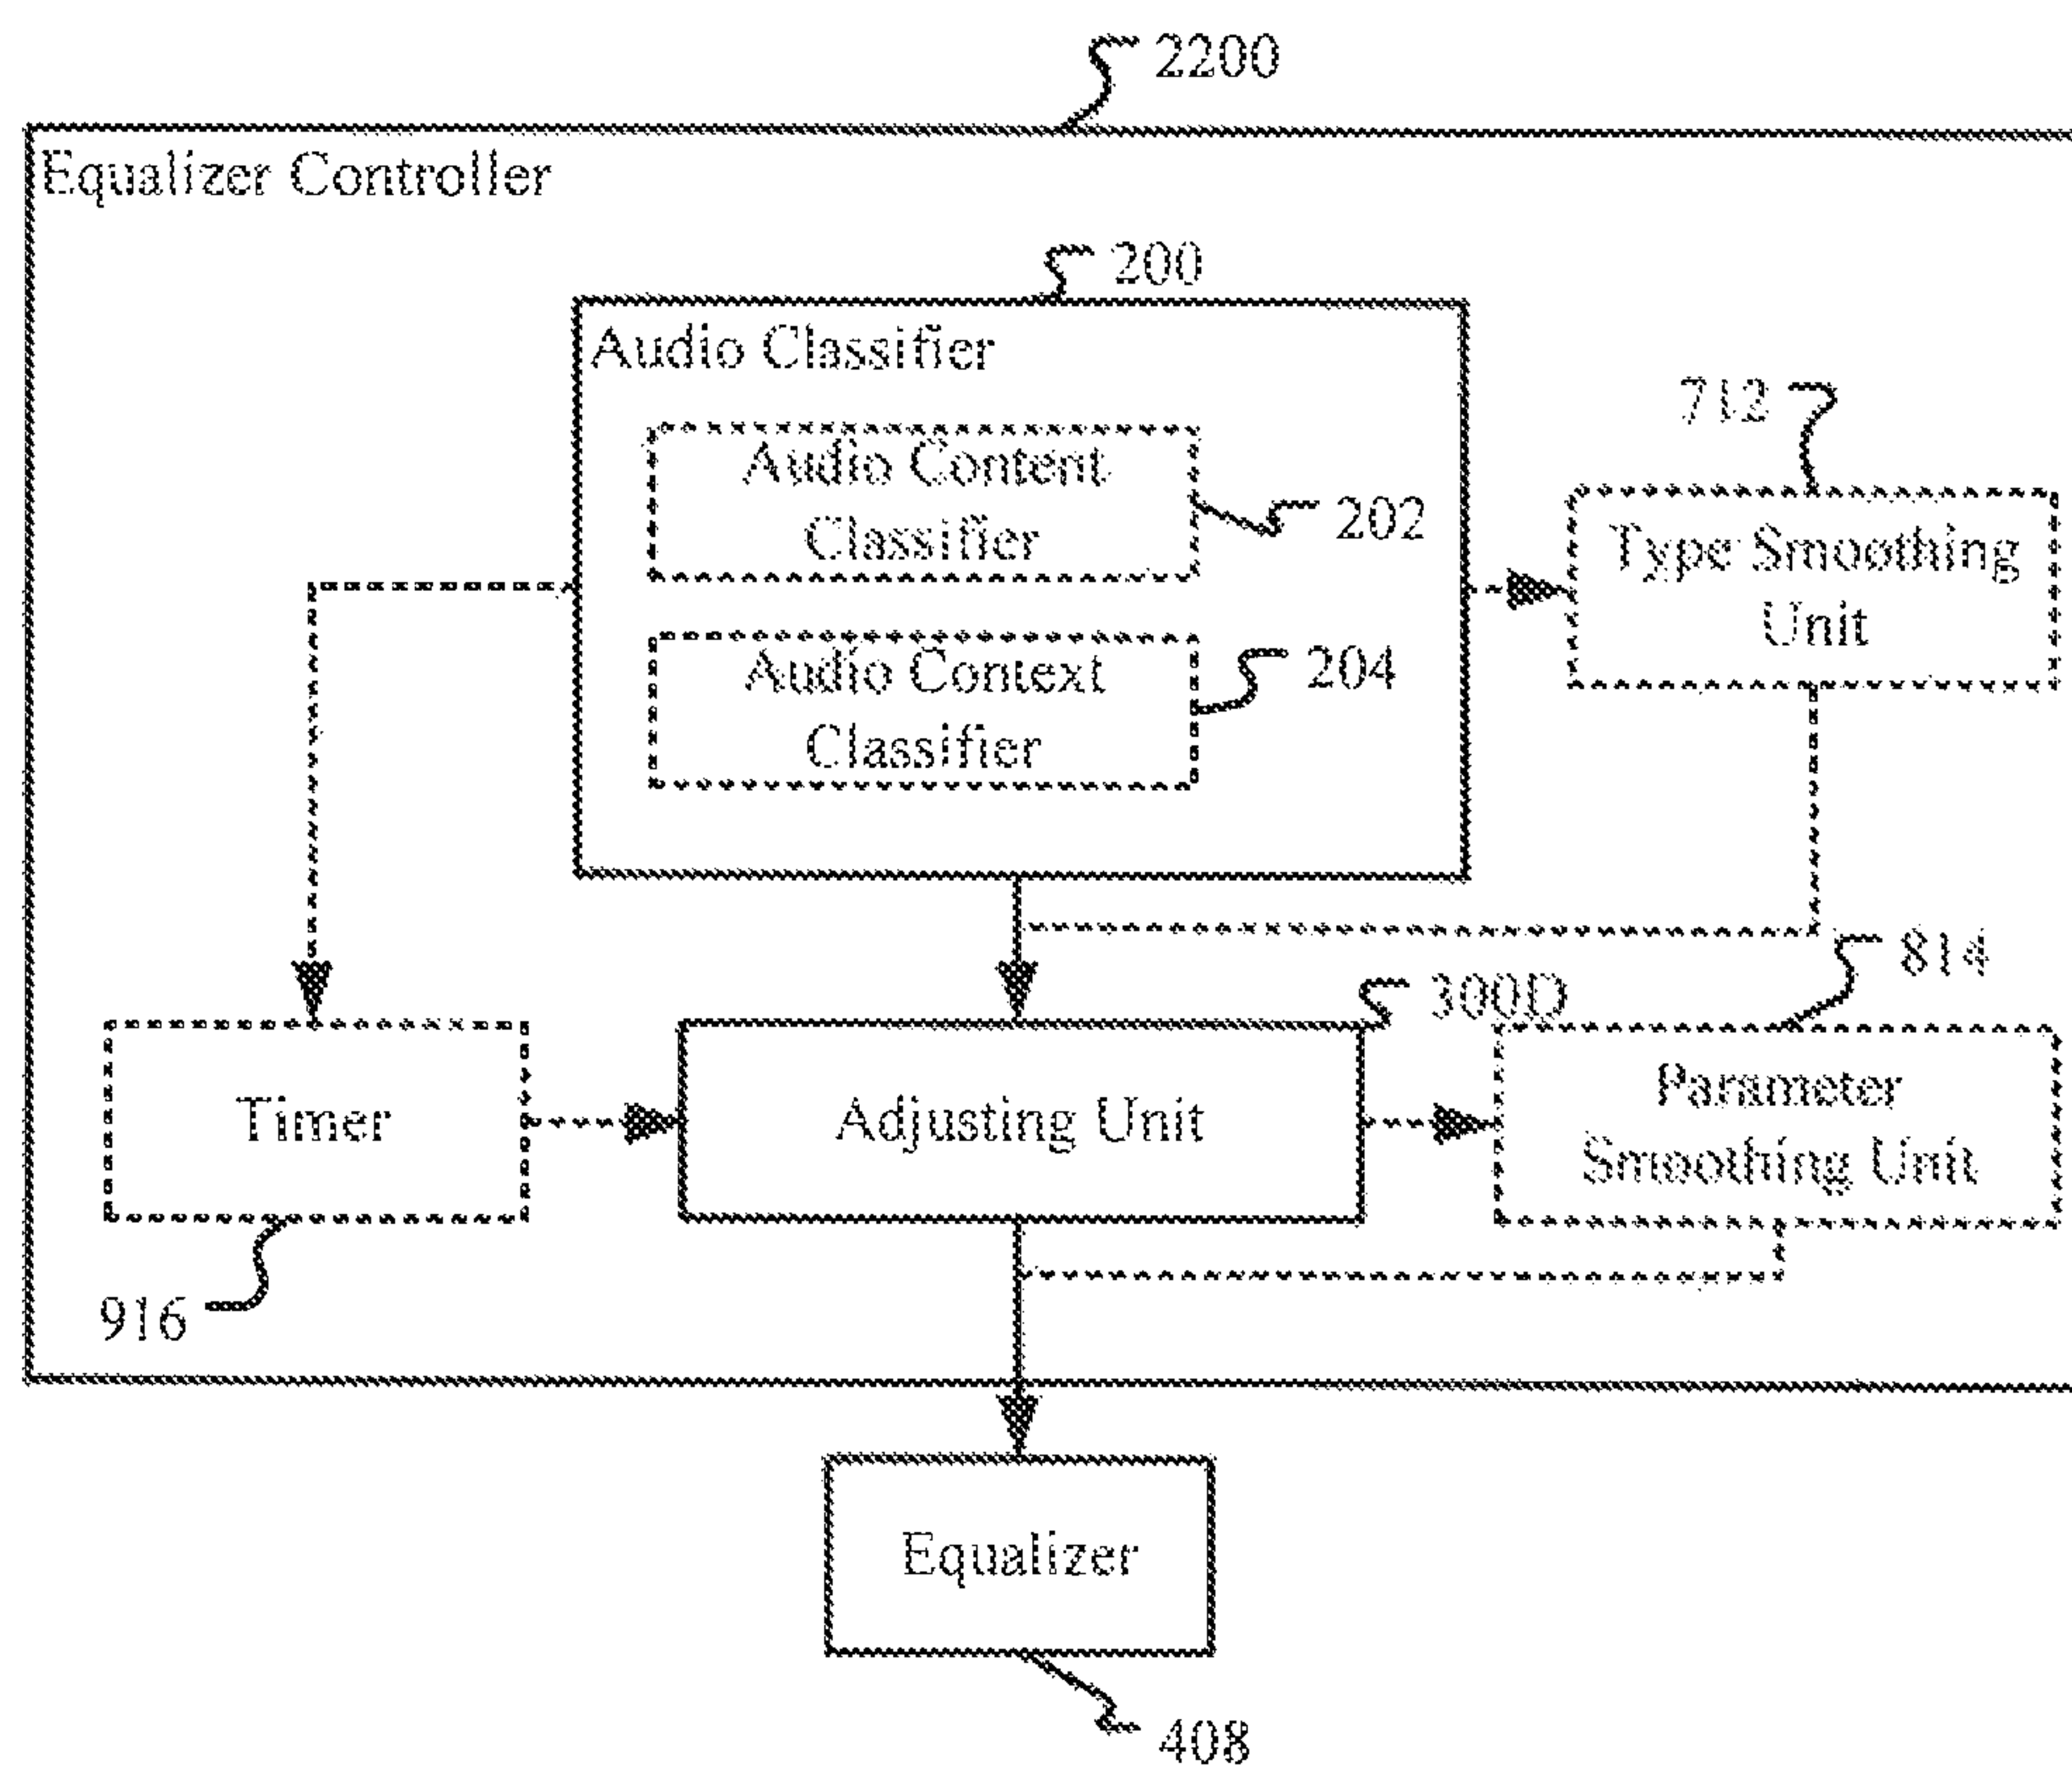 2200
Equalizer Controller
200
Audio Classifier
712
Audio Content
Classifier
202
Type Smoothing
Unit
Audio Context
Classifier
204
814
300D
Timer
Adjusting Unit
Parameter
Smoothing Unit
916
Equalizer
408